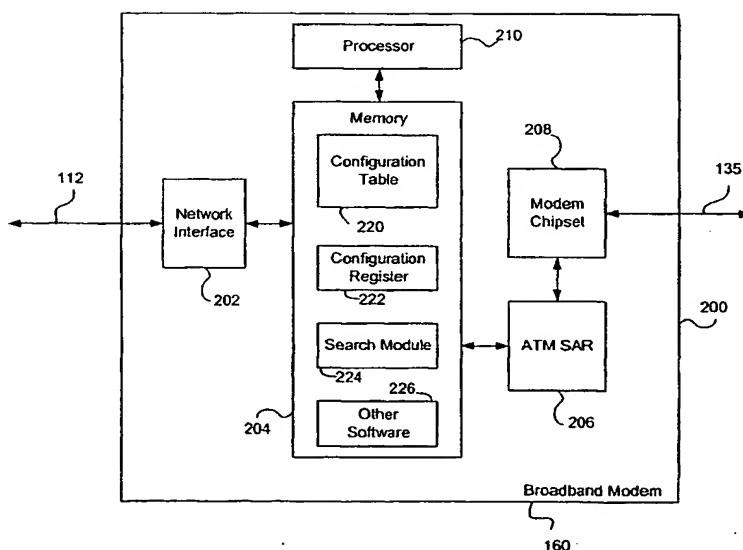 Processor
210
Memory
Configuration
Table
220
Configuration
Register
222
Search Module
224
226
Other
Software
204
112
Network
Interface
202
208
Modem
Chipset
135
200
ATM SAR
206
Broadband Modem
160